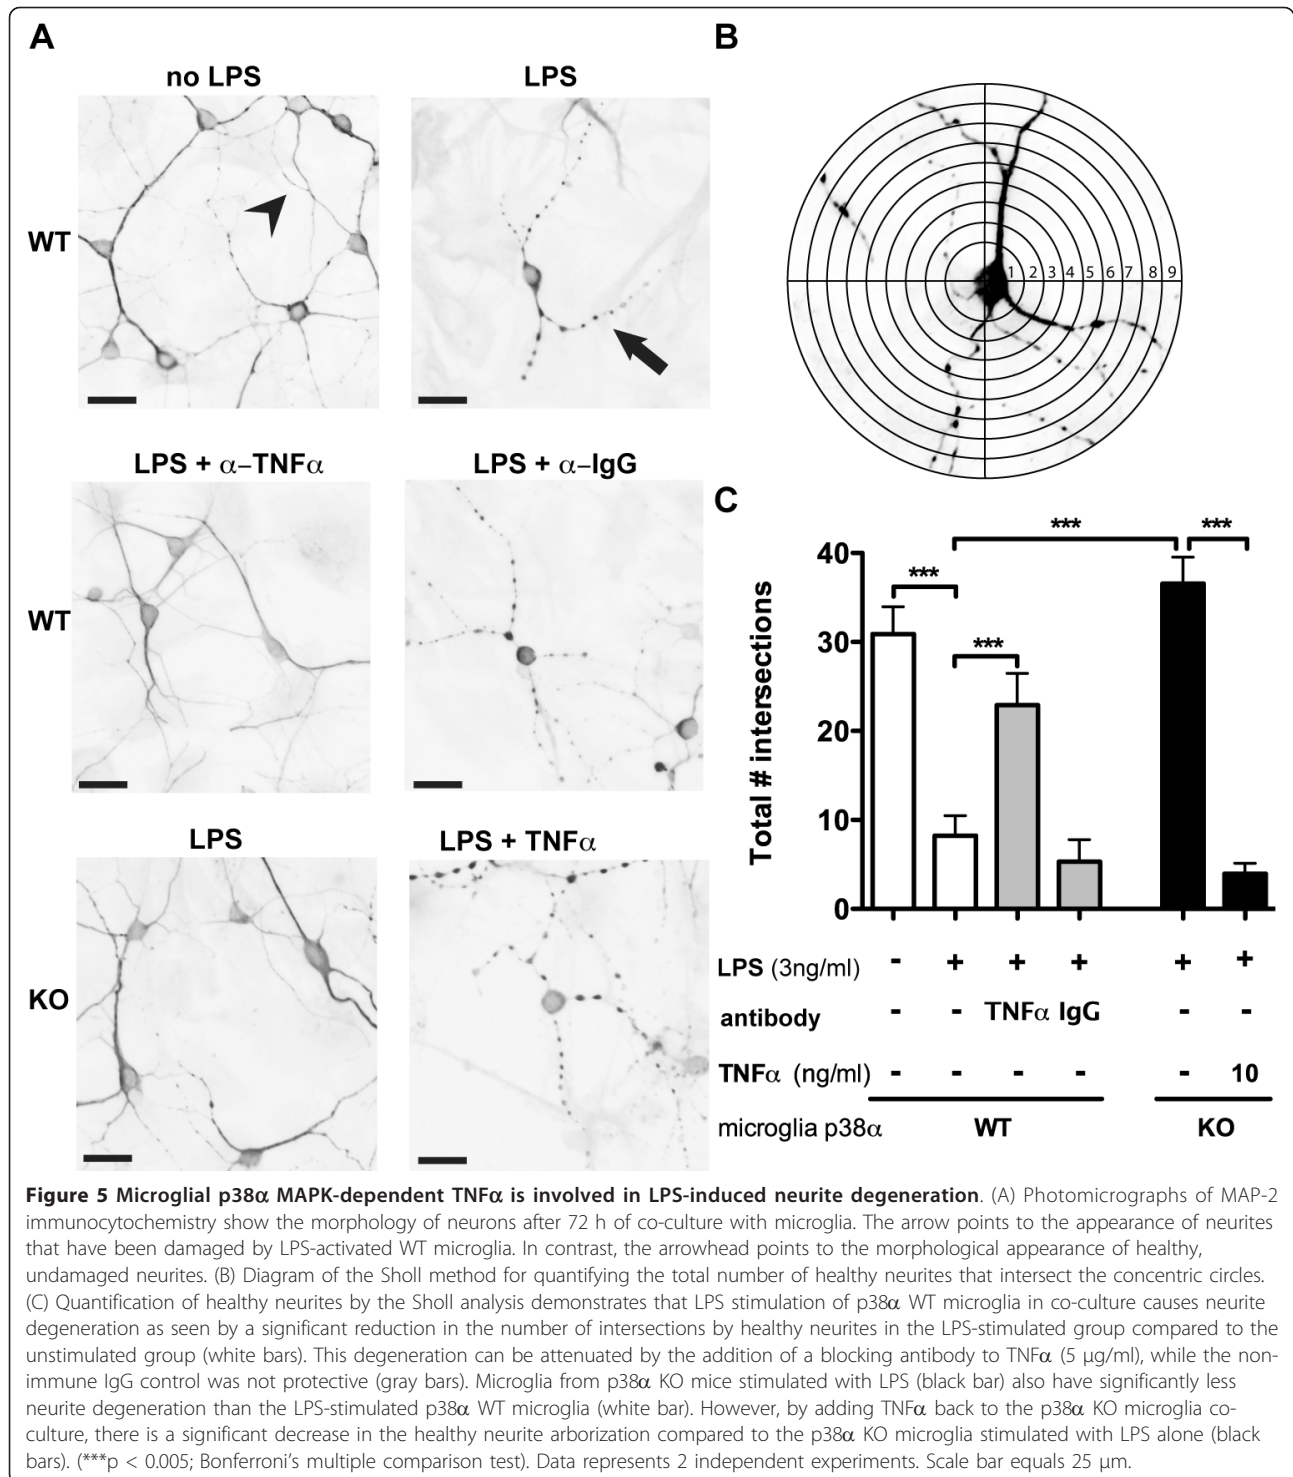 A
no LPS
LPS
WT
LPS + α–TNFα
LPS + α–IgG
WT
LPS
LPS + TNFα
KO
B
1 2 3 4 5 6 7 8 9
C
Total # intersections
40
30
20
10
0
***
***
***
***
LPS (3ng/ml) - + + + + +
antibody - - TNFα IgG - -
TNFα (ng/ml) - - - - - 10
microglia p38α WT KO
Figure 5 Microglial p38α MAPK-dependent TNFα is involved in LPS-induced neurite degeneration. (A) Photomicrographs of MAP-2
immunocytochemistry show the morphology of neurons after 72 h of co-culture with microglia. The arrow points to the appearance of neurites
that have been damaged by LPS-activated WT microglia. In contrast, the arrowhead points to the morphological appearance of healthy,
undamaged neurites. (B) Diagram of the Sholl method for quantifying the total number of healthy neurites that intersect the concentric circles.
(C) Quantification of healthy neurites by the Sholl analysis demonstrates that LPS stimulation of p38α WT microglia in co-culture causes neurite
degeneration as seen by a significant reduction in the number of intersections by healthy neurites in the LPS-stimulated group compared to the
unstimulated group (white bars). This degeneration can be attenuated by the addition of a blocking antibody to TNFα (5 μg/ml), while the non-
immune IgG control was not protective (gray bars). Microglia from p38α KO mice stimulated with LPS (black bar) also have significantly less
neurite degeneration than the LPS-stimulated p38α WT microglia (white bar). However, by adding TNFα back to the p38α KO microglia co-
culture, there is a significant decrease in the healthy neurite arborization compared to the p38α KO microglia stimulated with LPS alone (black
bars). (***p < 0.005; Bonferroni's multiple comparison test). Data represents 2 independent experiments. Scale bar equals 25 μm.